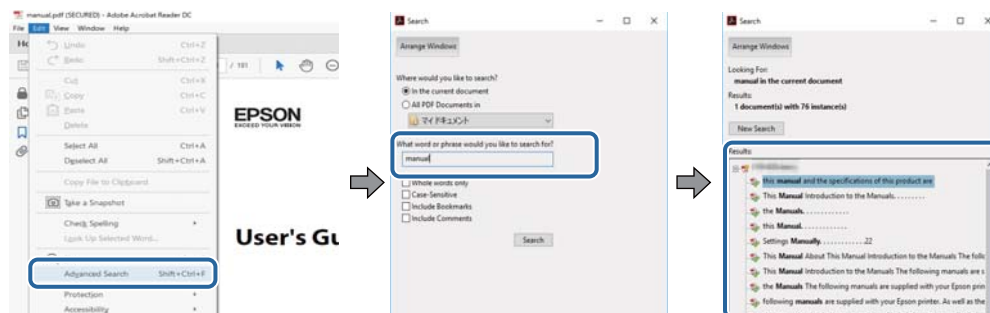 manual.pdf (SECURED) - Adobe Acrobat Reader DC
File Edit View Window Help
Undo Ctrl+Z
Redo Shift+Ctrl+Z
Cut Ctrl+X
Copy Ctrl+C
Paste Ctrl+V
Delete
Select All Ctrl+A
Deselect All Shift+Ctrl+A
Copy File to Clipboard
Take a Snapshot
Check Spelling
Look Up Selected Word...
Advanced Search Shift+Ctrl+F
Protection
Accessibility
/ 181
EPSON
EXCEED YOUR VISION
User's Gu
Search
Arrange Windows
Where would you like to search?
In the current document
All PDF Documents in
マイ ドキュメント
What word or phrase would you like to search for?
manual
Whole words only
Case-Sensitive
Include Bookmarks
Include Comments
Search
Search
Arrange Windows
Looking For:
manual in the current document
Results:
1 document(s) with 76 instance(s)
New Search
Results:
this manual and the specifications of this product are
This Manual Introduction to the Manuals.........
the Manuals.............
this Manual.............
Settings Manually.............22
This Manual About This Manual Introduction to the Manuals The follo
This Manual Introduction to the Manuals The following manuals are s
the Manuals The following manuals are supplied with your Epson prin
following manuals are supplied with your Epson printer. As well as the